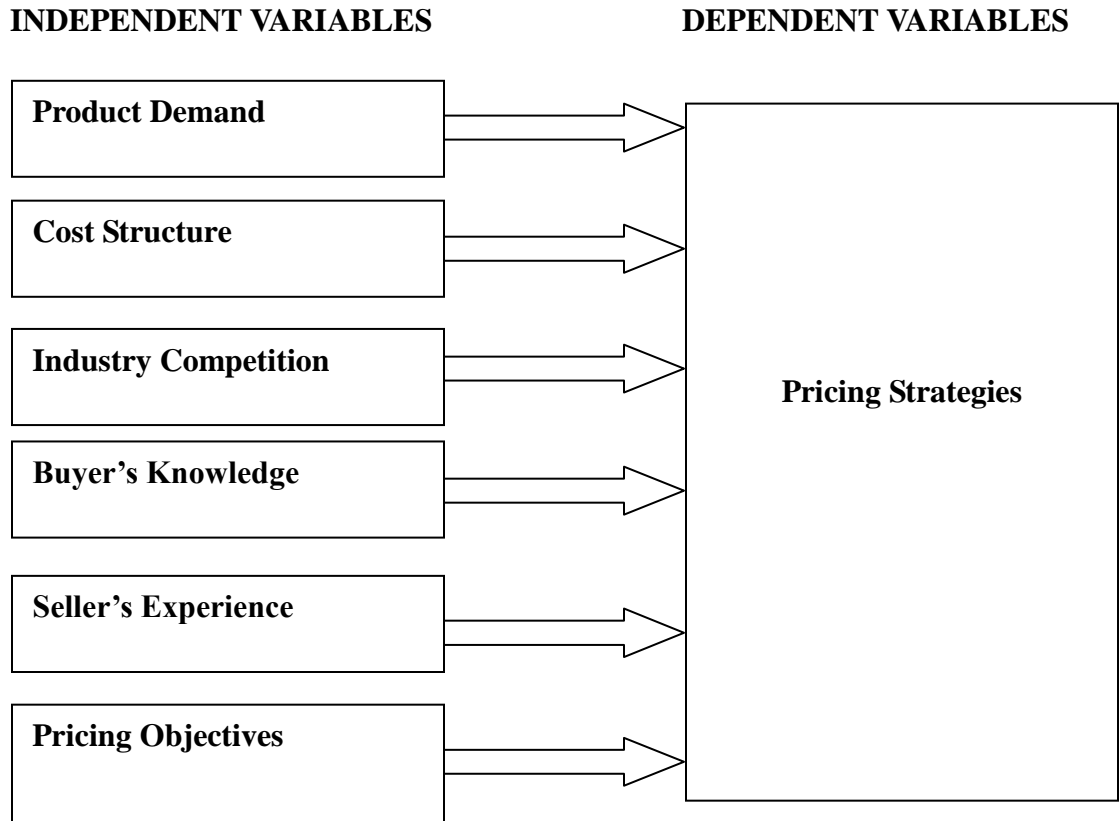 INDEPENDENT VARIABLES
DEPENDENT VARIABLES
Product Demand
Cost Structure
Industry Competition
Buyer’s Knowledge
Seller’s Experience
Pricing Objectives
Pricing Strategies